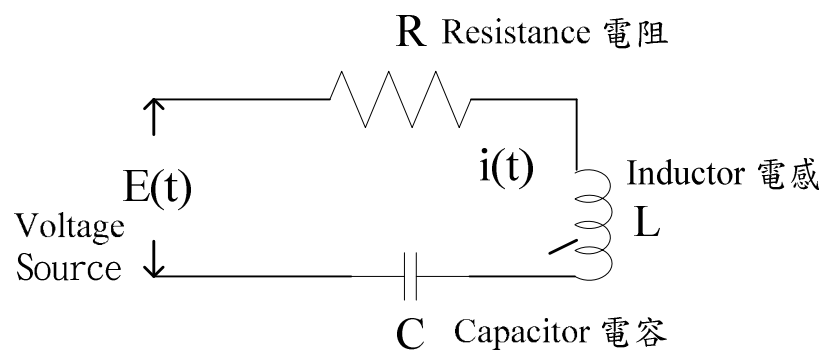 R Resistance 電阻
i(t)
Inductor 電感
E(t)
L
Voltage
Source
C Capacitor 電容